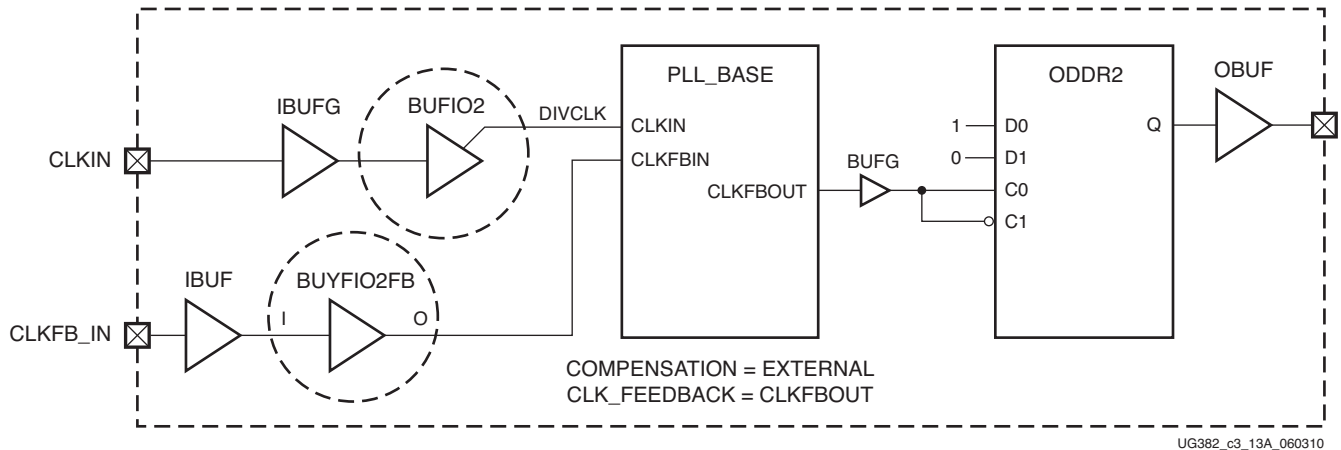 PLL_BASE
ODDR2
OBUF
IBUFG
BUFIO2
DIVCLK
CLKIN
1
D0
Q
CLKIN
CLKFBIN
0
D1
BUFG
CLKFBOUT
C0
C1
IBUF
BUYFIO2FB
CLKFB_IN
I
O
COMPENSATION = EXTERNAL
CLK_FEEDBACK = CLKFBOUT
UG382_c3_13A_060310